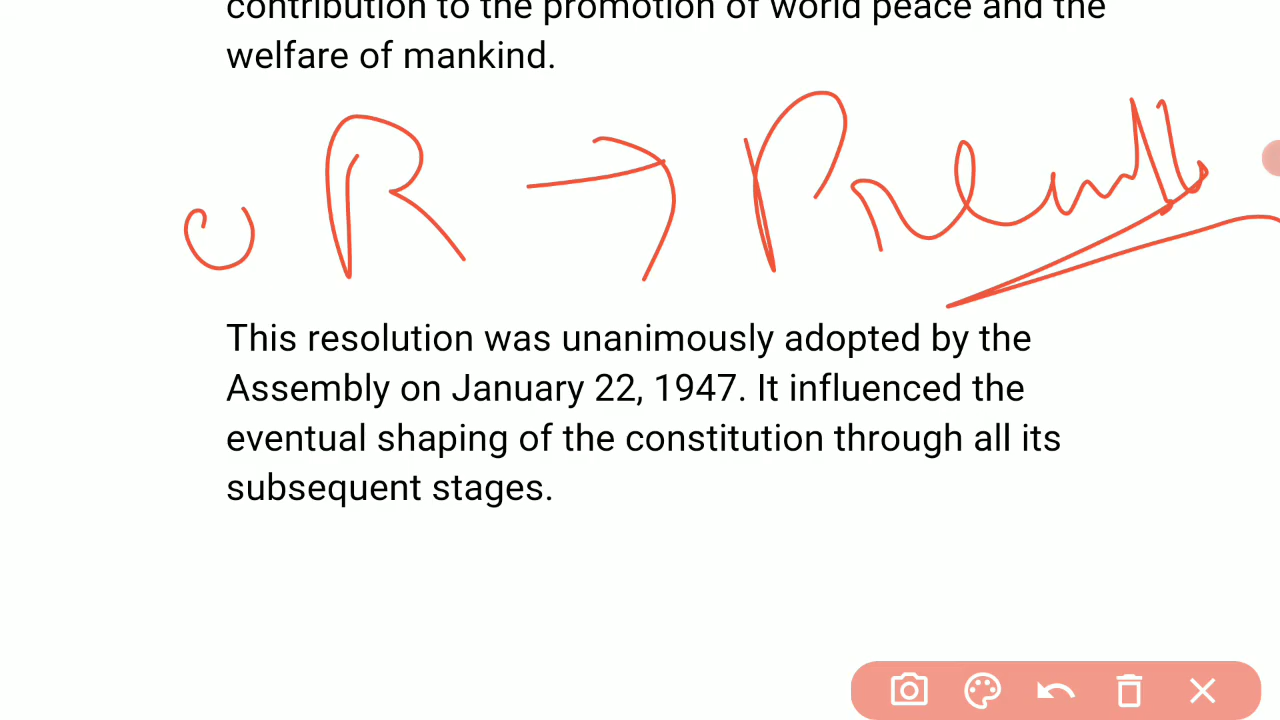 contribution to the promotion of world peace and the
welfare of mankind.
O R →
This resolution was unanimously adopted by the
Assembly on January 22, 1947. It influenced the
eventual shaping of the constitution through all its
subsequent stages.